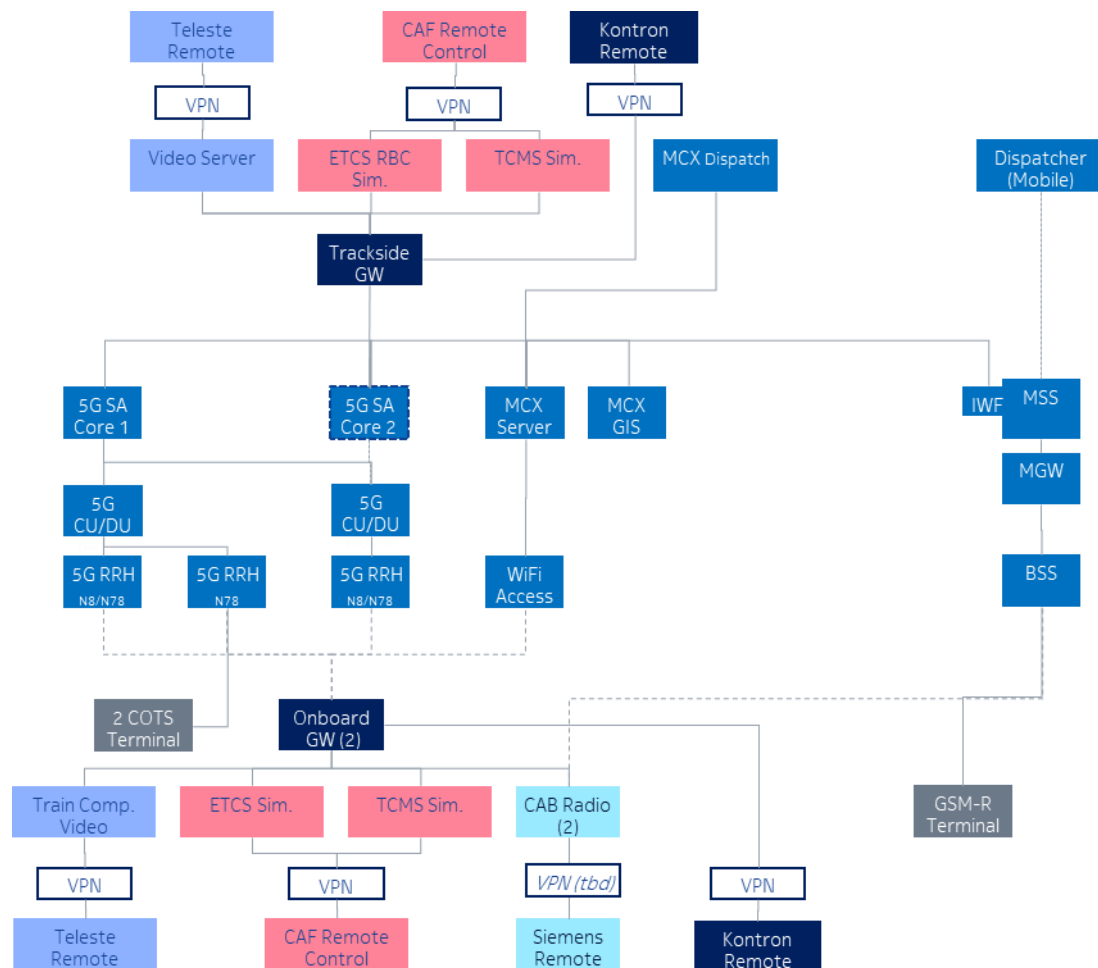 Teleste
Remote
CAF Remote
Control
Kontron
Remote
VPN
VPN
VPN
Video Server
ETCS RBC
Sim.
TCMS Sim.
MCX Dispatch
Dispatcher
(Mobile)
Trackside
GW
5G SA
Core 1
5G SA
Core 2
MCX
Server
MCX
GIS
IWF
MSS
MGW
5G
CU/DU
5G
CU/DU
5G RRH
N8/N78
5G RRH
N78
5G RRH
N8/N78
WiFi
Access
BSS
2 COTS
Terminal
Onboard
GW (2)
Train Comp.
Video
ETCS Sim.
TCMS Sim.
CAB Radio
(2)
GSM-R
Terminal
VPN
VPN
VPN (tbd)
VPN
Teleste
Remote
CAF Remote
Control
Siemens
Remote
Kontron
Remote